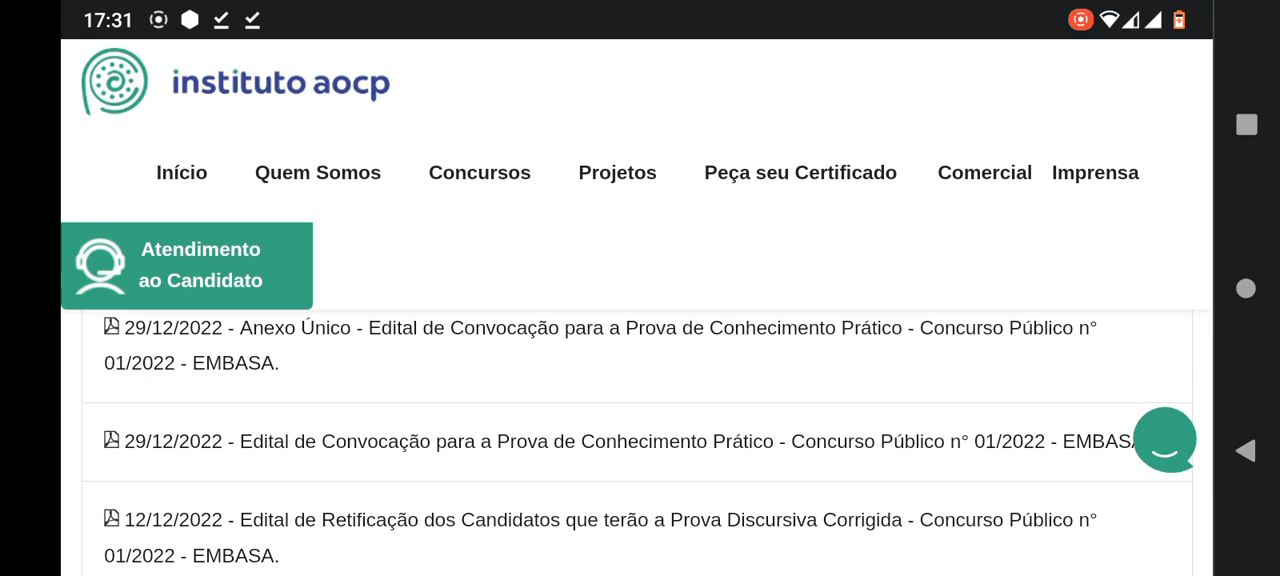 17:31
instituto aocp
Início Quem Somos Concursos Projetos Peça seu Certificado Comercial Imprensa
Atendimento
ao Candidato
29/12/2022 - Anexo Único - Edital de Convocação para a Prova de Conhecimento Prático - Concurso Público n°
01/2022 - EMBASA.
29/12/2022 - Edital de Convocação para a Prova de Conhecimento Prático - Concurso Público n° 01/2022 - EMBASA
12/12/2022 - Edital de Retificação dos Candidatos que terão a Prova Discursiva Corrigida - Concurso Público n°
01/2022 - EMBASA.